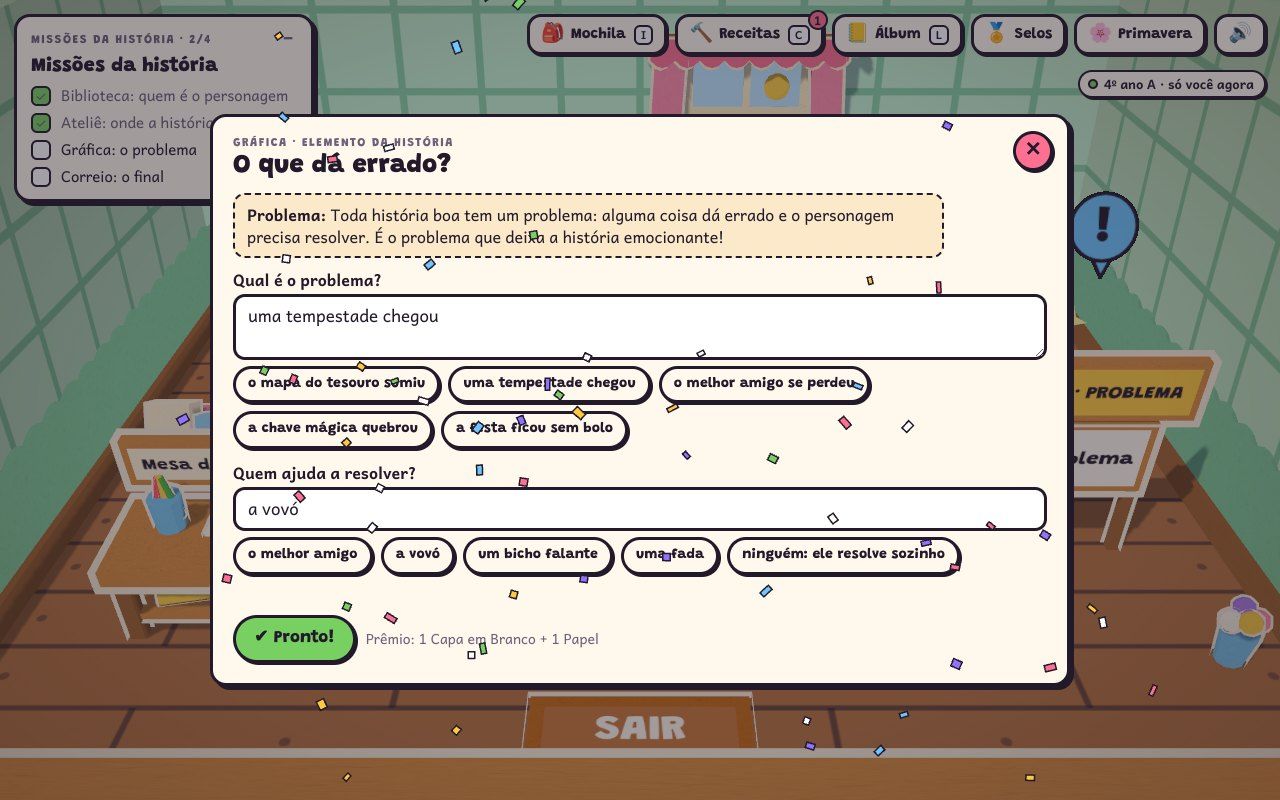 MISSÕES DA HISTÓRIA · 2/4
Missões da história
Biblioteca: quem é o personagem
Ateliê: onde a história
Gráfica: o problema
Correio: o final
Mochila I
Receitas C
1
Álbum L
Selos
Primavera
4º ano A · só você agora
GRÁFICA · ELEMENTO DA HISTÓRIA
O que dá errado?
Problema: Toda história boa tem um problema: alguma coisa dá errado e o personagem
precisa resolver. É o problema que deixa a história emocionante!
Qual é o problema?
uma tempestade chegou
o mapa do tesouro sumiu
uma tempestade chegou
o melhor amigo se perdeu
a chave mágica quebrou
a festa ficou sem bolo
Quem ajuda a resolver?
a vovó
o melhor amigo
a vovó
um bicho falante
uma fada
ninguém: ele resolve sozinho
✔ Pronto!
Prêmio: 1 Capa em Branco + 1 Papel
!
· PROBLEMA
Mesa d
blema
SAIR